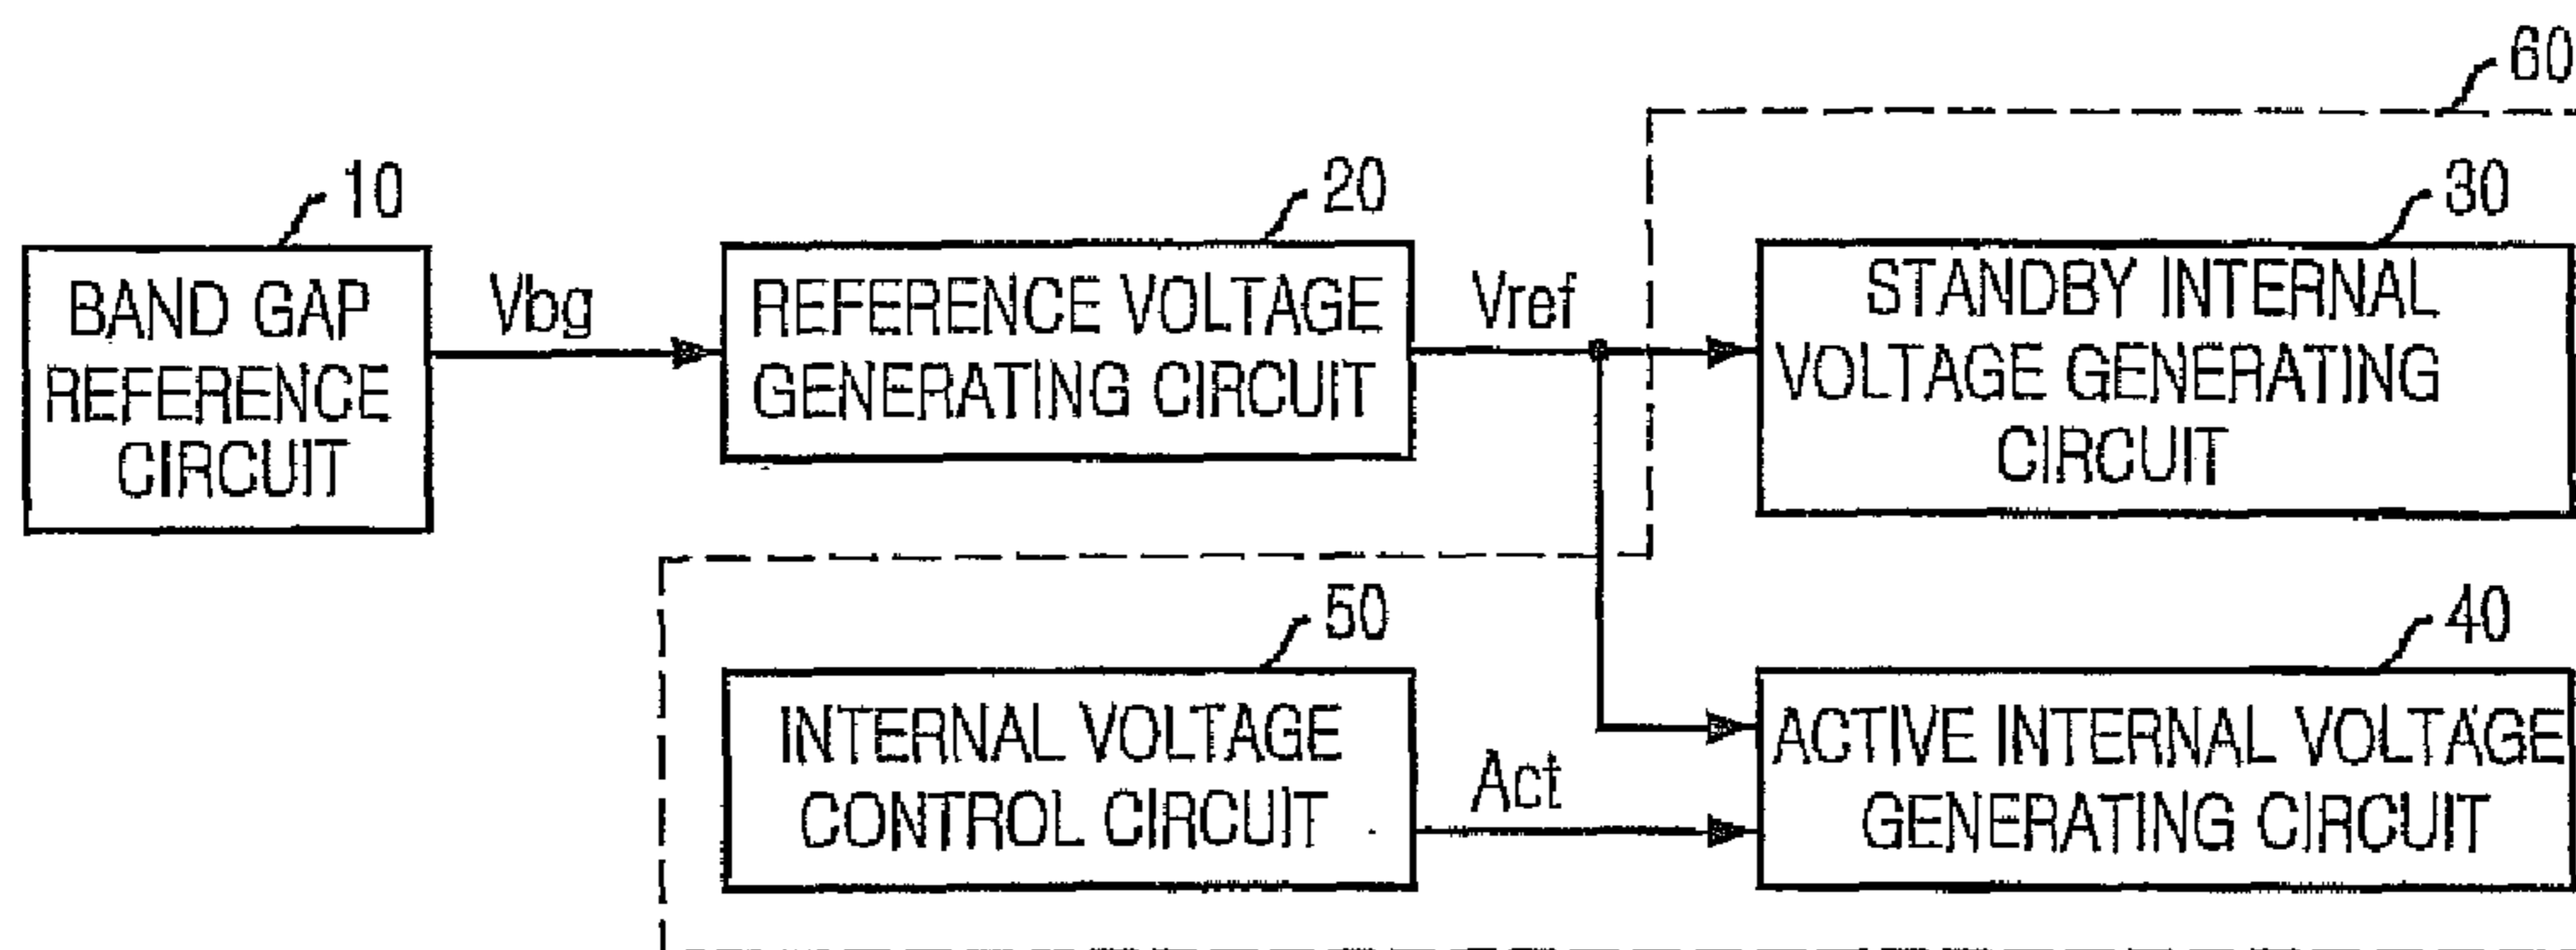 60
10
BAND GAP
REFERENCE
CIRCUIT
Vbg
20
REFERENCE VOLTAGE
GENERATING CIRCUIT
Vref
30
STANDBY INTERNAL
VOLTAGE GENERATING
CIRCUIT
50
INTERNAL VOLTAGE
CONTROL CIRCUIT
Act
40
ACTIVE INTERNAL VOLTAGE
GENERATING CIRCUIT